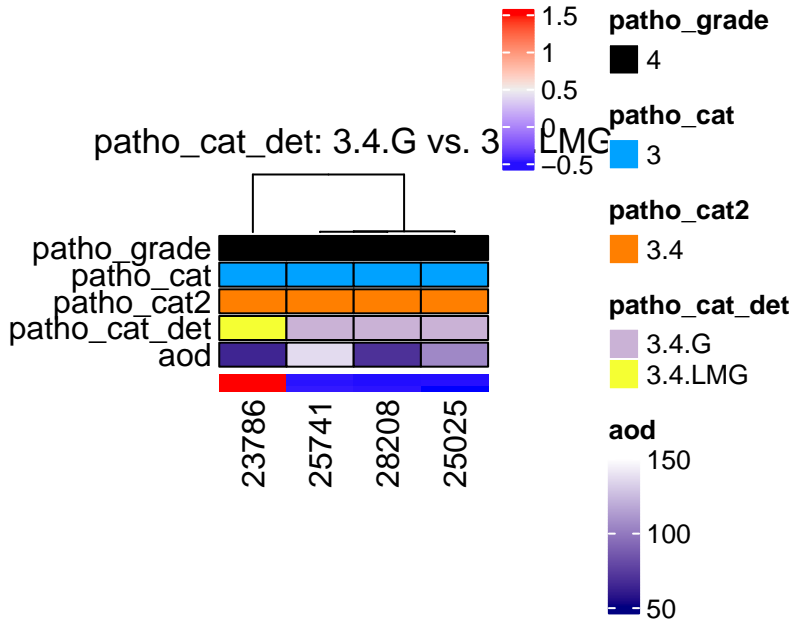 patho_cat_det: 3.4.G vs. 3 LMG
1.5
1
0.5
0
−0.5
patho_grade
patho_cat
patho_cat2
patho_cat_det
aod
23786
25741
28208
25025
patho_grade
4
patho_cat
3
patho_cat2
3.4
patho_cat_det
3.4.G
3.4.LMG
aod
150
100
50